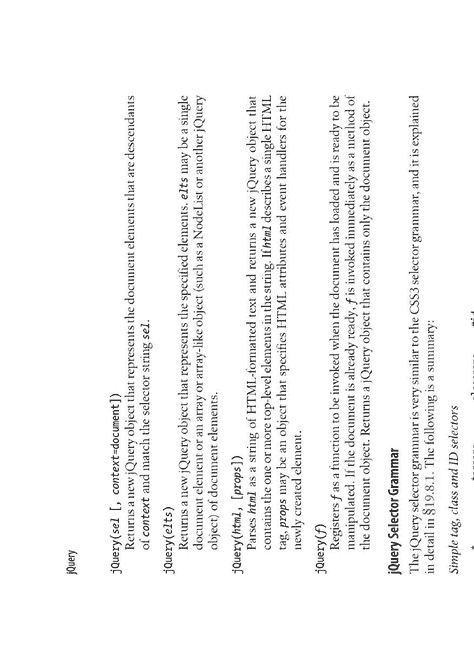 jQuery
jQuery(sel [, context=document])
Returns a new jQuery object that represents the document elements that are descendants
of context and match the selector string sel.
jQuery(elts)
Returns a new jQuery object that represents the specified elements. elts may be a single
document element or an array or array-like object (such as a NodeList or another jQuery
object) of document elements.
jQuery(html, [props])
Parses html as a string of HTML-formatted text and returns a new jQuery object that
contains the one or more top-level elements in the string. If html describes a single HTML
tag, props may be an object that specifies HTML attributes and event handlers for the
newly created element.
jQuery(f)
Registers f as a function to be invoked when the document has loaded and is ready to be
manipulated. If the document is already ready, f is invoked immediately as a method of
the document object. Returns a jQuery object that contains only the document object.
jQuery Selector Grammar
The jQuery selector grammar is very similar to the CSS3 selector grammar, and it is explained
in detail in §19.8.1. The following is a summary:
Simple tag, class and ID selectors